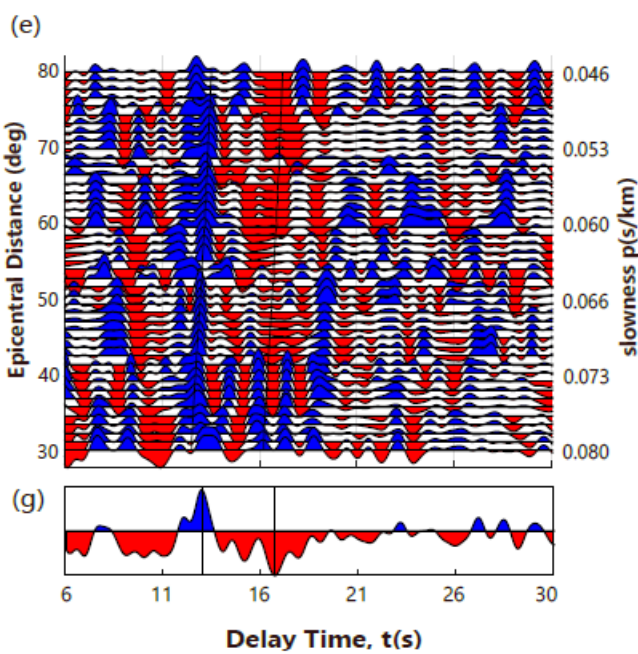 (e)
Epicentral Distance (deg)
80
70
60
50
40
30
0.046
0.053
0.060
0.066
0.073
0.080
slowness p(s/km)
(g)
6 11 16 21 26 30
Delay Time, t(s)